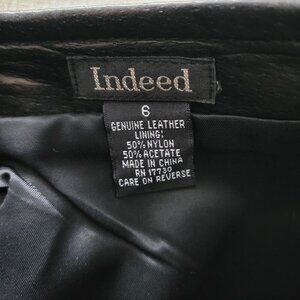 Indeed
6
GENUINE LEATHER
LINING:
50% NYLON
50% ACETATE
MADE IN CHINA
RN 17730
CARE ON REVERSE